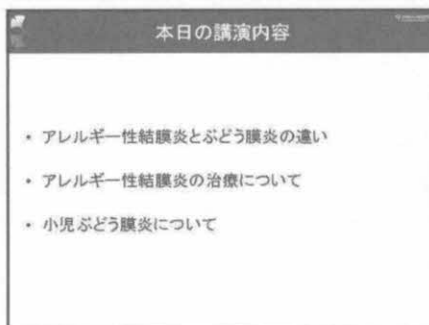 本日の講演内容
• アレルギー性結膜炎とぶどう膜炎の違い
• アレルギー性結膜炎の治療について
• 小児ぶどう膜炎について